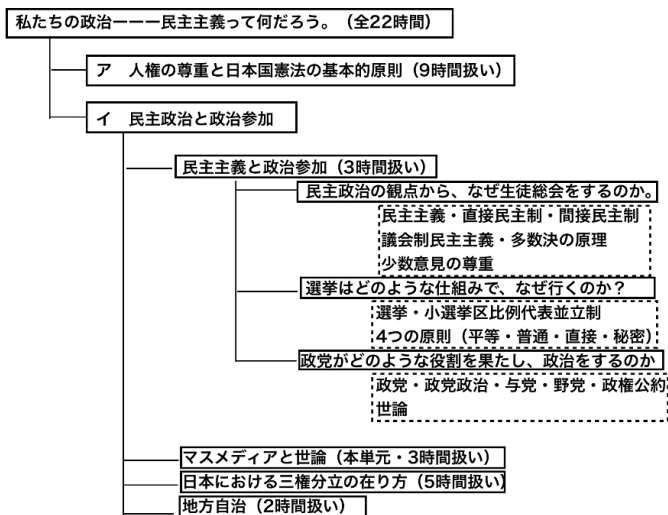 私たちの政治ーーー民主主義って何だろう。（全22時間）
ア　人権の尊重と日本国憲法の基本的原則（9時間扱い）
イ　民主政治と政治参加
民主主義と政治参加（3時間扱い）
民主政治の観点から、なぜ生徒総会をするのか。
民主主義・直接民主制・間接民主制
議会制民主主義・多数決の原理
少数意見の尊重
選挙はどのような仕組みで、なぜ行くのか？
選挙・小選挙区比例代表並立制
4つの原則（平等・普通・直接・秘密）
政党がどのような役割を果たし、政治をするのか
政党・政党政治・与党・野党・政権公約
世論
マスメディアと世論（本単元・3時間扱い）
日本における三権分立の在り方（5時間扱い）
地方自治（2時間扱い）